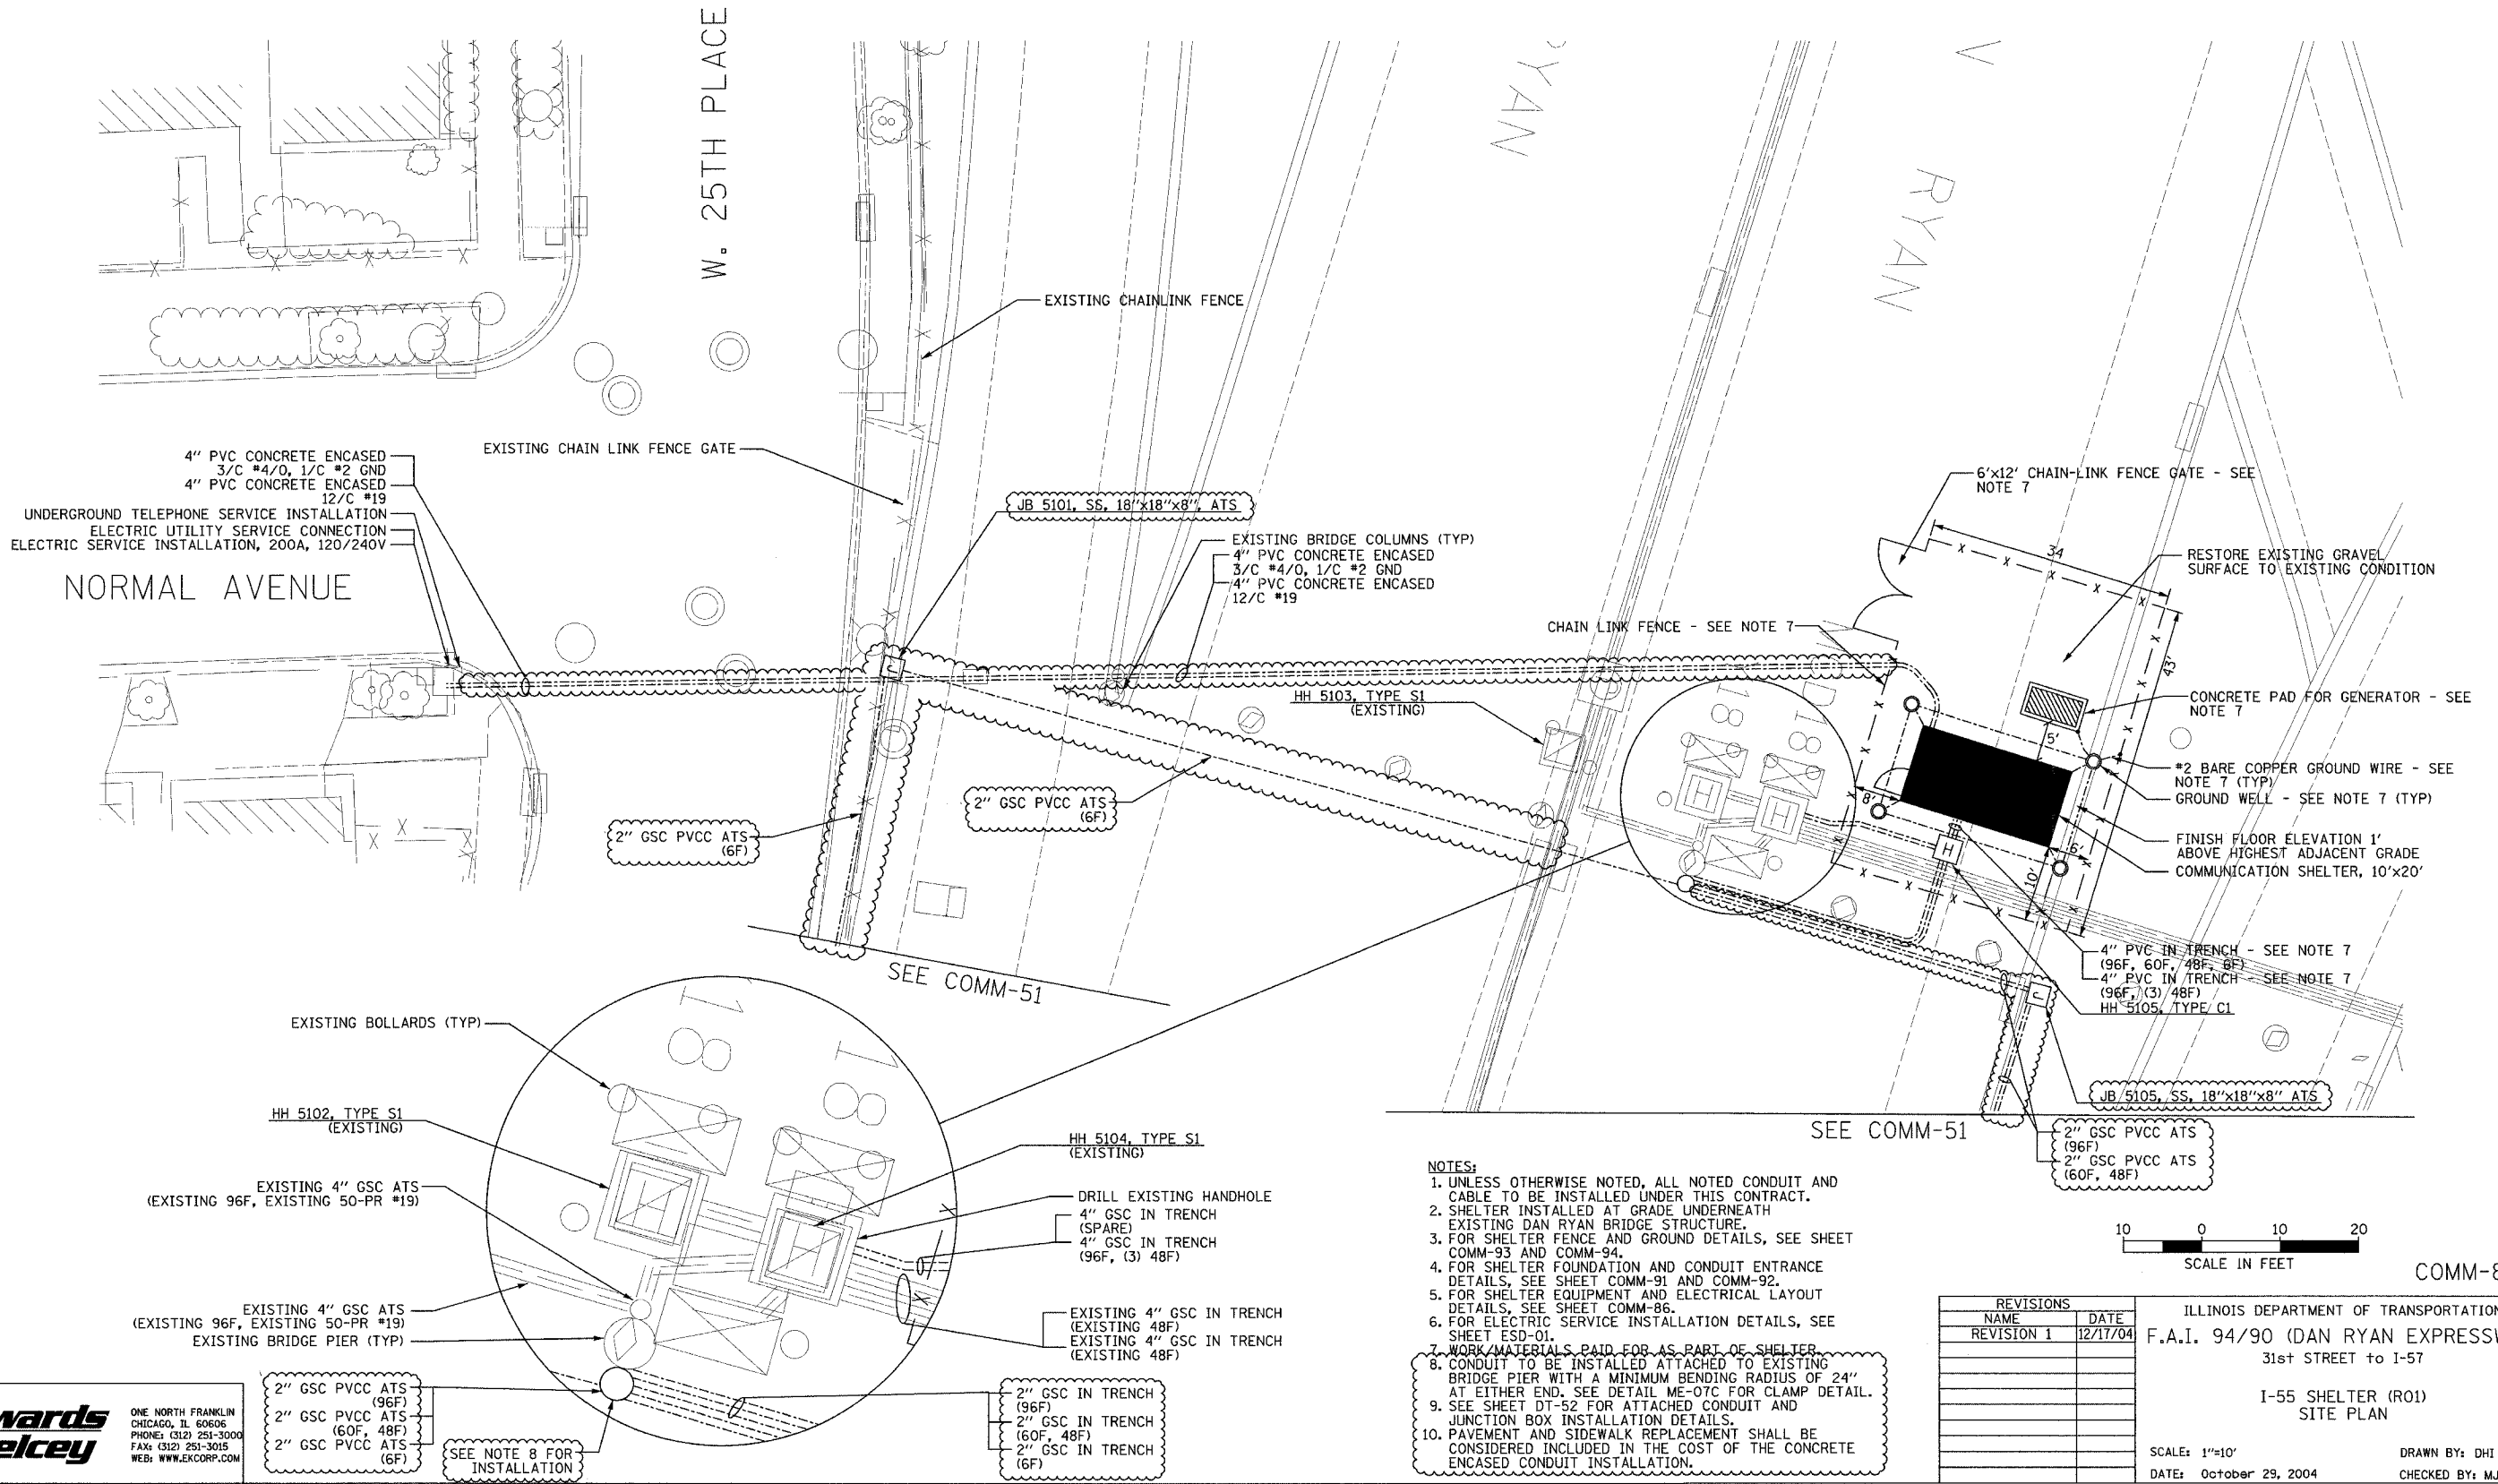 W. 25TH PLACE
RYAN
RYAN
EXISTING CHAINLINK FENCE
EXISTING CHAIN LINK FENCE GATE
4" PVC CONCRETE ENCASED
3/C #4/0, 1/C #2 GND
4" PVC CONCRETE ENCASED
12/C #19
UNDERGROUND TELEPHONE SERVICE INSTALLATION
ELECTRIC UTILITY SERVICE CONNECTION
ELECTRIC SERVICE INSTALLATION, 200A, 120/240V
NORMAL AVENUE
JB 5101, SS, 18"x18"x8", ATS
J
EXISTING BRIDGE COLUMNS (TYP)
4" PVC CONCRETE ENCASED
3/C #4/0, 1/C #2 GND
4" PVC CONCRETE ENCASED
12/C #19
6'x12' CHAIN-LINK FENCE GATE - SEE
NOTE 7
34
RESTORE EXISTING GRAVEL
SURFACE TO EXISTING CONDITION
CHAIN LINK FENCE - SEE NOTE 7
43'
HH 5103, TYPE S1
(EXISTING)
CONCRETE PAD FOR GENERATOR - SEE
NOTE 7
5'
8'
#2 BARE COPPER GROUND WIRE - SEE
NOTE 7 (TYP)
GROUND WELL - SEE NOTE 7 (TYP)
FINISH FLOOR ELEVATION 1'
ABOVE HIGHEST ADJACENT GRADE
COMMUNICATION SHELTER, 10'x20'
H
6'
10'
2" GSC PVCC ATS
(6F)
2" GSC PVCC ATS
(6F)
4" PVC IN TRENCH - SEE NOTE 7
(96F, 60F, 48F, 6F)
4" PVC IN TRENCH - SEE NOTE 7
(96F, (3) 48F)
HH 5105, TYPE C1
J
SEE COMM-51
JB 5105, SS, 18"x18"x8" ATS
SEE COMM-51
2" GSC PVCC ATS
(96F)
2" GSC PVCC ATS
(60F, 48F)
EXISTING BOLLARDS (TYP)
HH 5102, TYPE S1
(EXISTING)
EXISTING 4" GSC ATS
(EXISTING 96F, EXISTING 50-PR #19)
EXISTING 4" GSC ATS
(EXISTING 96F, EXISTING 50-PR #19)
EXISTING BRIDGE PIER (TYP)
HH 5104, TYPE S1
(EXISTING)
DRILL EXISTING HANDHOLE
4" GSC IN TRENCH
(SPARE)
4" GSC IN TRENCH
(96F, (3) 48F)
EXISTING 4" GSC IN TRENCH
(EXISTING 48F)
EXISTING 4" GSC IN TRENCH
(EXISTING 48F)
2" GSC PVCC ATS
(96F)
2" GSC PVCC ATS
(60F, 48F)
2" GSC PVCC ATS
(6F)
SEE NOTE 8 FOR
INSTALLATION
2" GSC IN TRENCH
(96F)
2" GSC IN TRENCH
(60F, 48F)
2" GSC IN TRENCH
(6F)
NOTES:
1. UNLESS OTHERWISE NOTED, ALL NOTED CONDUIT AND
CABLE TO BE INSTALLED UNDER THIS CONTRACT.
2. SHELTER INSTALLED AT GRADE UNDERNEATH
EXISTING DAN RYAN BRIDGE STRUCTURE.
3. FOR SHELTER FENCE AND GROUND DETAILS, SEE SHEET
COMM-93 AND COMM-94.
4. FOR SHELTER FOUNDATION AND CONDUIT ENTRANCE
DETAILS, SEE SHEET COMM-91 AND COMM-92.
5. FOR SHELTER EQUIPMENT AND ELECTRICAL LAYOUT
DETAILS, SEE SHEET COMM-86.
6. FOR ELECTRIC SERVICE INSTALLATION DETAILS, SEE
SHEET ESD-01.
7. WORK/MATERIALS PAID FOR AS PART OF SHELTER.
8. CONDUIT TO BE INSTALLED ATTACHED TO EXISTING
BRIDGE PIER WITH A MINIMUM BENDING RADIUS OF 24"
AT EITHER END. SEE DETAIL ME-07C FOR CLAMP DETAIL.
9. SEE SHEET DT-52 FOR ATTACHED CONDUIT AND
JUNCTION BOX INSTALLATION DETAILS.
10. PAVEMENT AND SIDEWALK REPLACEMENT SHALL BE
CONSIDERED INCLUDED IN THE COST OF THE CONCRETE
ENCASED CONDUIT INSTALLATION.
10 0 10 20
SCALE IN FEET
COMM-8
REVISIONS
NAME DATE
REVISION 1 12/17/04
ILLINOIS DEPARTMENT OF TRANSPORTATION
F.A.I. 94/90 (DAN RYAN EXPRESSW
31st STREET to I-57
I-55 SHELTER (R01)
SITE PLAN
SCALE: 1"=10'
DRAWN BY: DHI
DATE: October 29, 2004
CHECKED BY: MJ
wards
elcey
ONE NORTH FRANKLIN
CHICAGO, IL 60606
PHONE: (312) 251-3000
FAX: (312) 251-3015
WEB: WWW.EKCORP.COM